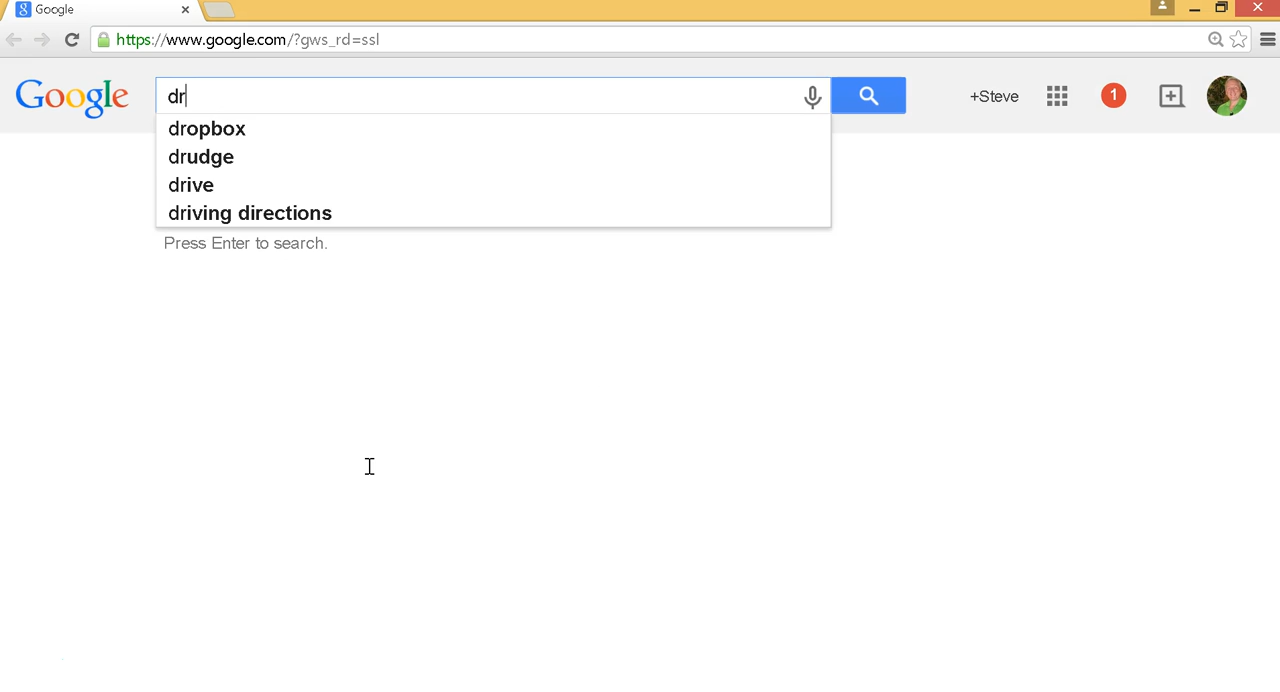 Google
https://www.google.com/?gws_rd=ssl
Google
dr
+Steve
1
dropbox
drudge
drive
driving directions
Press Enter to search.